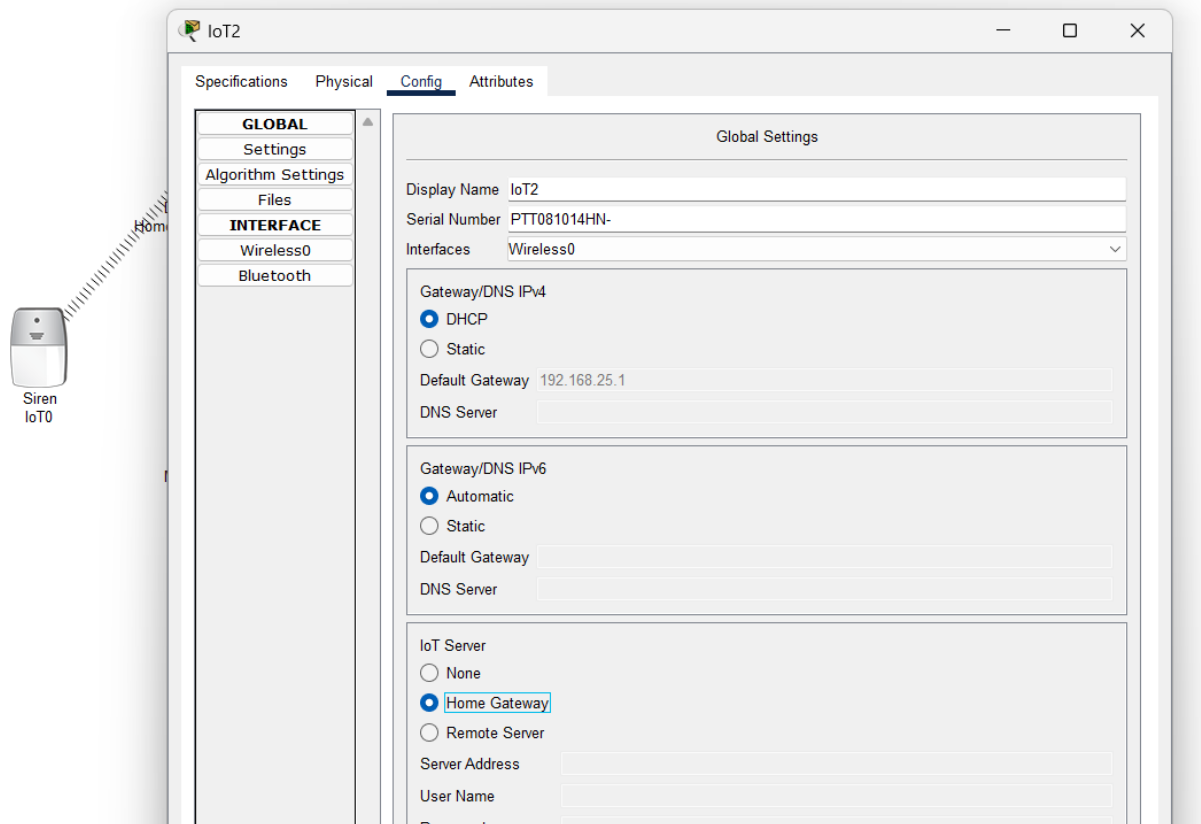 IoT2
Specifications Physical Config Attributes
GLOBAL
Settings
Algorithm Settings
Files
INTERFACE
Wireless0
Bluetooth
Global Settings
Display Name IoT2
Serial Number PTT081014HN-
Interfaces Wireless0
Gateway/DNS IPv4
DHCP
Static
Default Gateway 192.168.25.1
DNS Server
Gateway/DNS IPv6
Automatic
Static
Default Gateway
DNS Server
IoT Server
None
Home Gateway
Remote Server
Server Address
User Name
Siren
IoT0